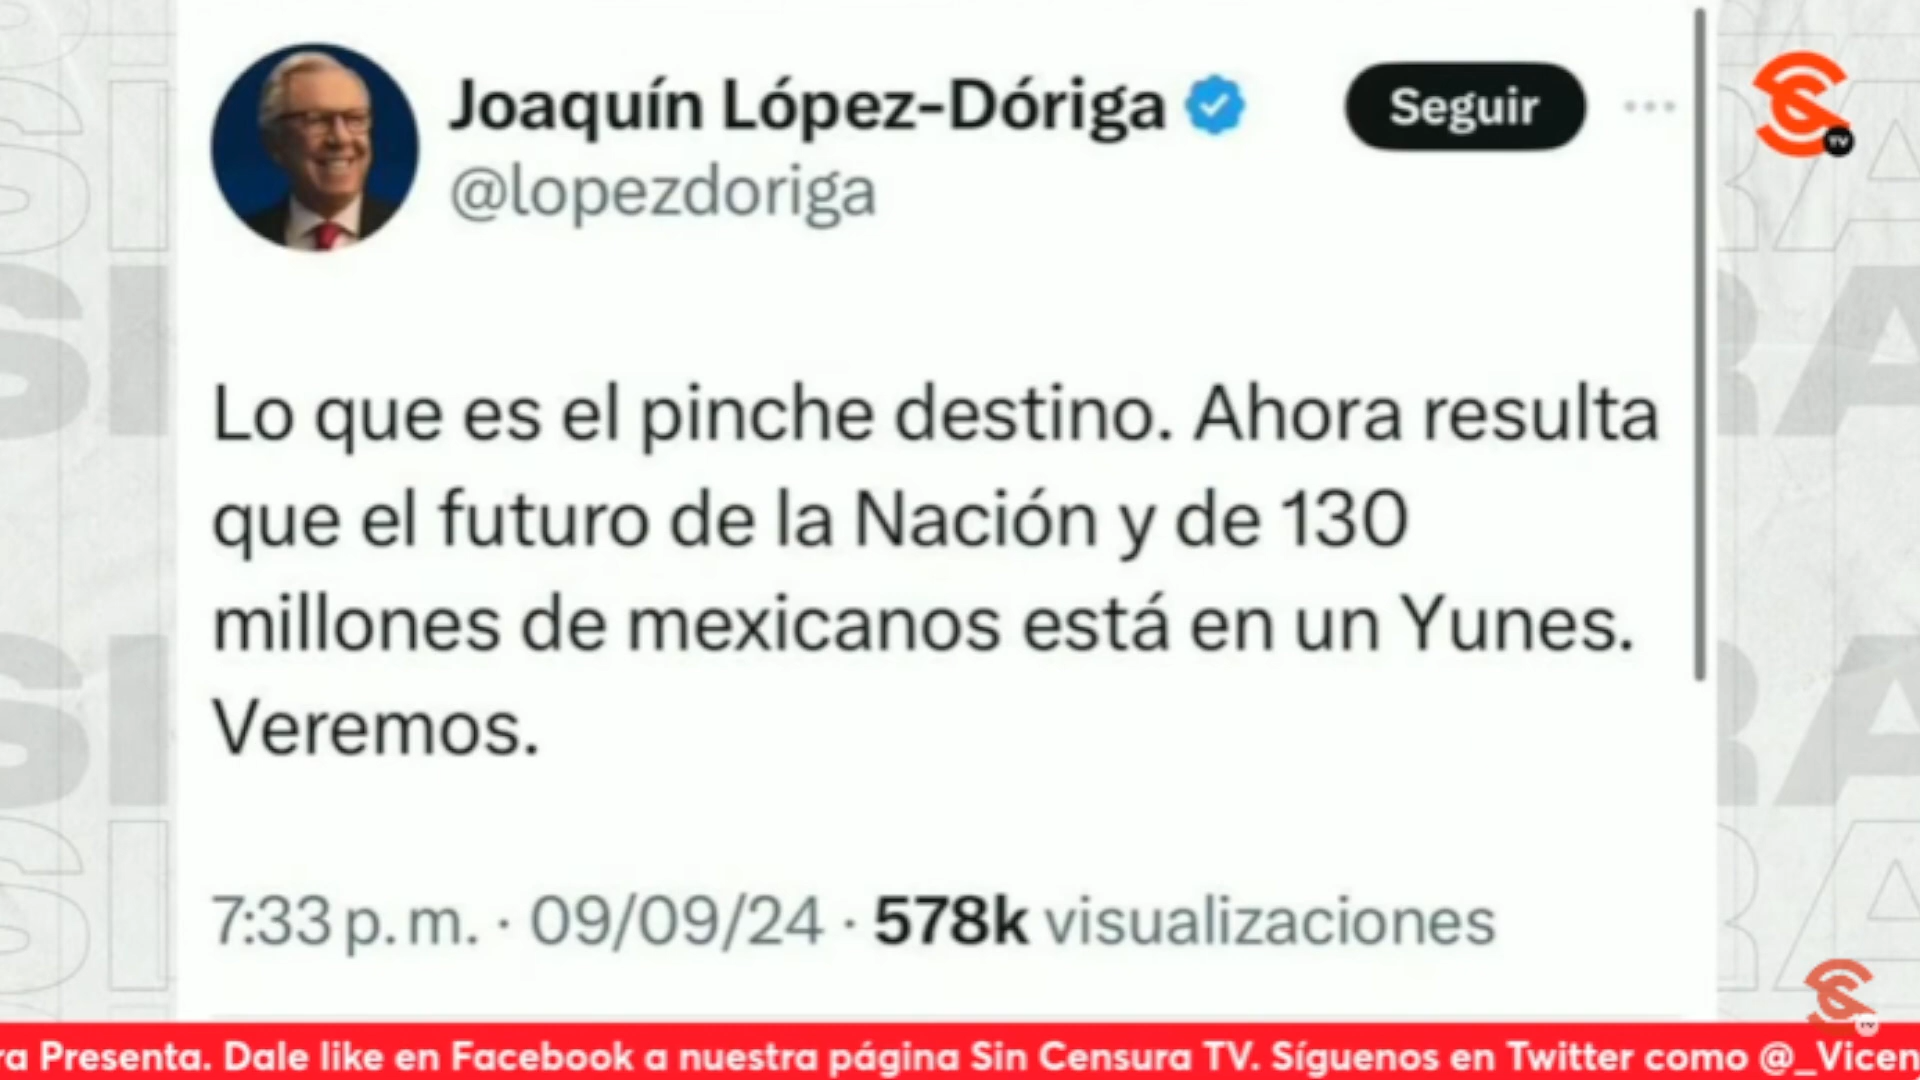 Joaquín López-Dóriga
Seguir
@lopezdoriga
Lo que es el pinche destino. Ahora resulta
que el futuro de la Nación y de 130
millones de mexicanos está en un Yunes.
Veremos.
7:33 p. m. · 09/09/24 · 578k visualizaciones
TV
ra Presenta. Dale like en Facebook a nuestra página Sin Censura TV. Síguenos en Twitter como @_Vicen